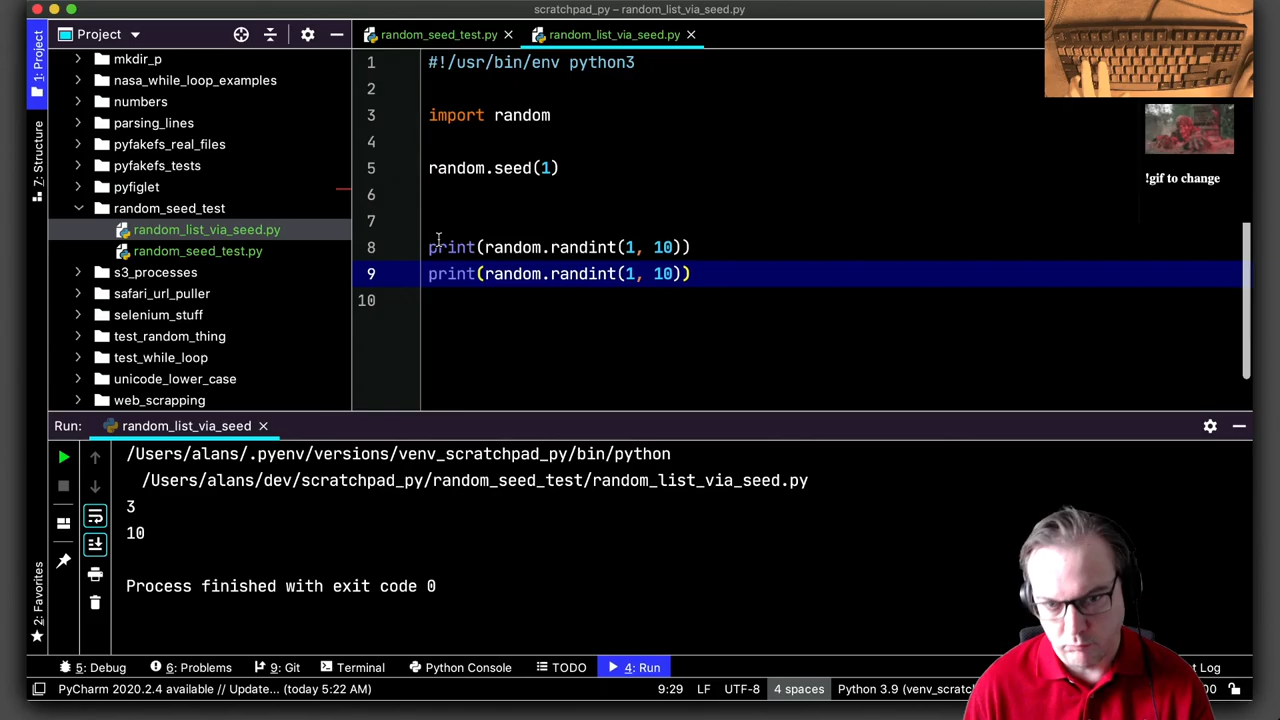 scratchpad_py – random_list_via_seed.py
1: Project
7: Structure
2: Favorites
Project
mkdir_p
nasa_while_loop_examples
numbers
parsing_lines
pyfakefs_real_files
pyfakefs_tests
pyfiglet
random_seed_test
random_list_via_seed.py
random_seed_test.py
s3_processes
safari_url_puller
selenium_stuff
test_random_thing
test_while_loop
unicode_lower_case
web_scrapping
random_seed_test.py
random_list_via_seed.py
1 #!/usr/bin/env python3
2
3 import random
4
5 random.seed(1)
6
7
8 print(random.randint(1, 10))
9 print(random.randint(1, 10))
10
!gif to change
Run: random_list_via_seed
/Users/alans/.pyenv/versions/venv_scratchpad_py/bin/python
/Users/alans/dev/scratchpad_py/random_seed_test/random_list_via_seed.py
3
10
Process finished with exit code 0
5: Debug 6: Problems 9: Git Terminal Python Console TODO 4: Run Log
PyCharm 2020.2.4 available // Update... (today 5:22 AM) 9:29 LF UTF-8 4 spaces Python 3.9 (venv_scratc